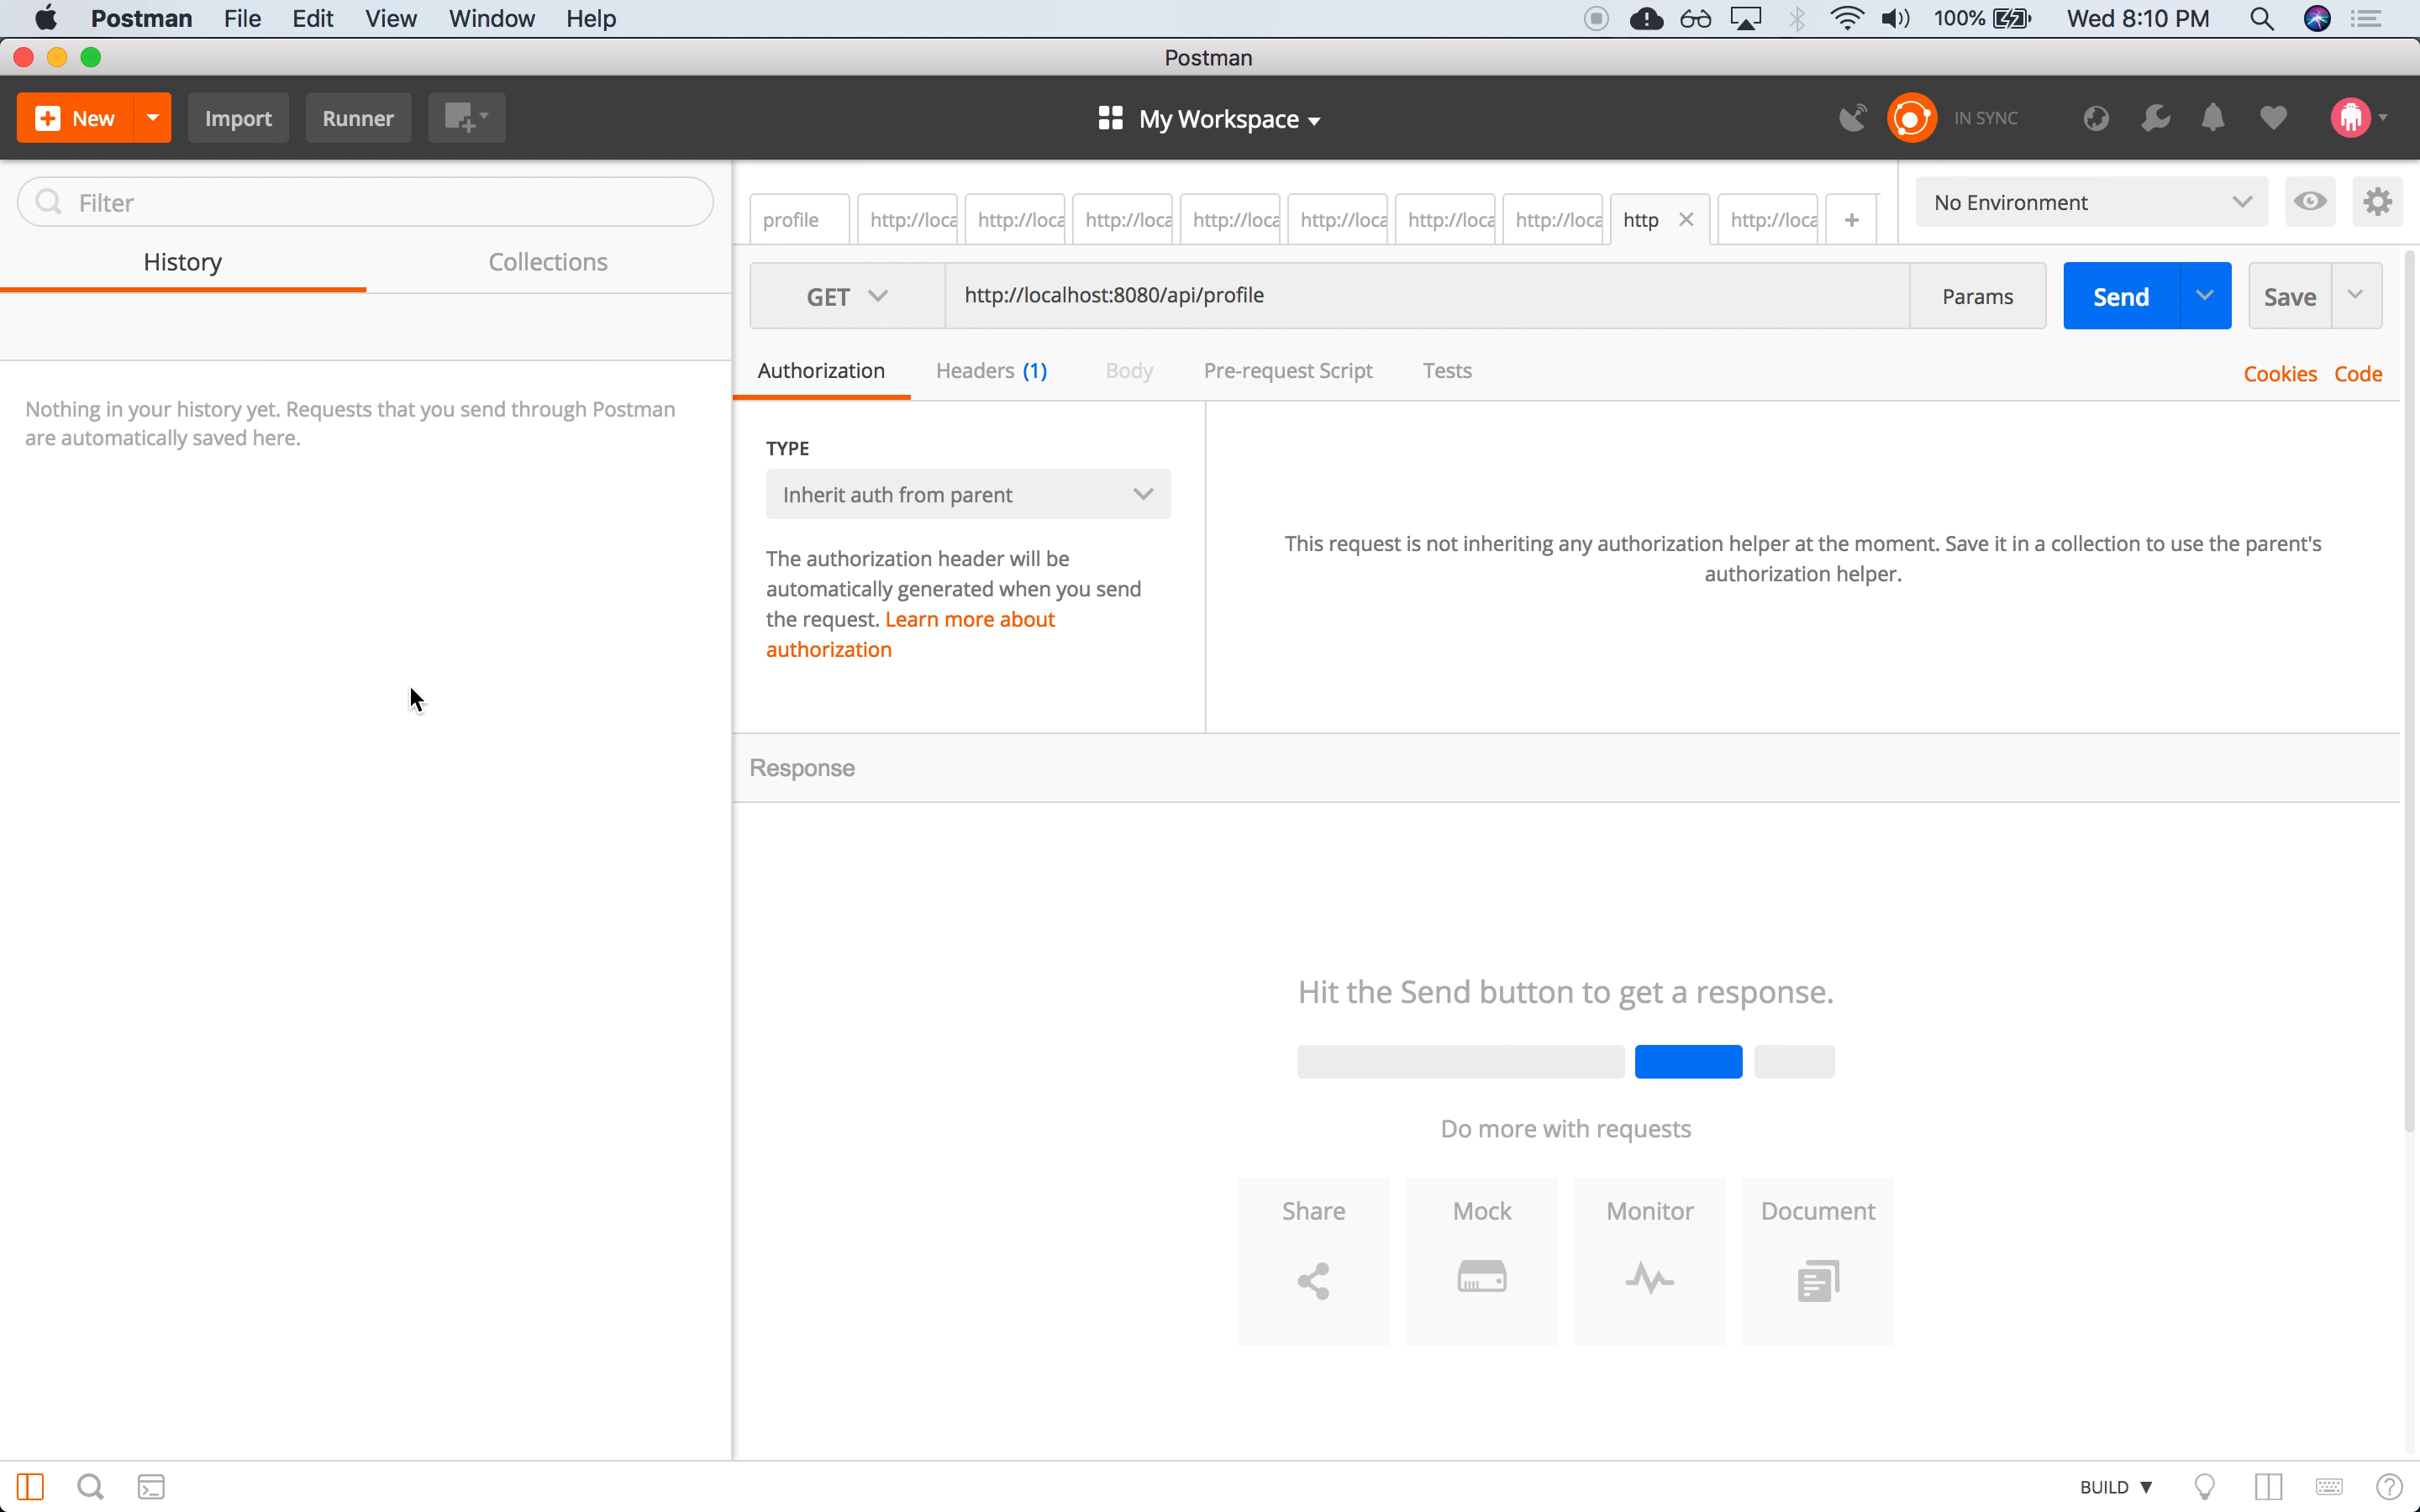 Postman File Edit View Window Help 100% Wed 8:10 PM
Postman
New Import Runner My Workspace IN SYNC
Filter
History Collections
Nothing in your history yet. Requests that you send through Postman
are automatically saved here.
profile http://loca http://loca http://loca http://loca http://loca http://loca http://loca http http://loca
No Environment
GET http://localhost:8080/api/profile Params Send Save
Authorization Headers (1) Body Pre-request Script Tests Cookies Code
TYPE
Inherit auth from parent
The authorization header will be
automatically generated when you send
the request. Learn more about
authorization
This request is not inheriting any authorization helper at the moment. Save it in a collection to use the parent's
authorization helper.
Response
Hit the Send button to get a response.
Do more with requests
Share Mock Monitor Document
BUILD